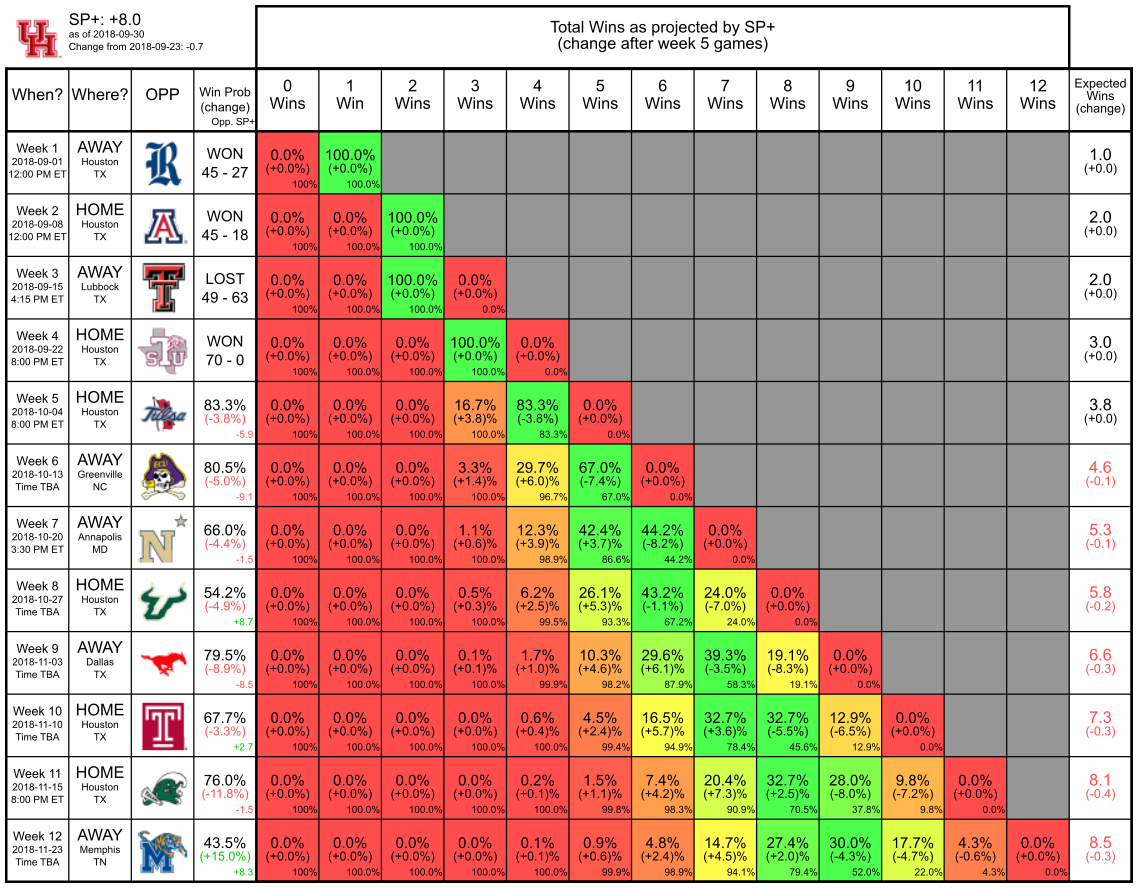 SP+: +8.0
as of 2018-09-30
Change from 2018-09-23: -0.7
UH
Total Wins as projected by SP+
(change after week 5 games)
When? Where? OPP Win Prob (change) Opp. SP+ 0 Wins 1 Win 2 Wins 3 Wins 4 Wins 5 Wins 6 Wins 7 Wins 8 Wins 9 Wins 10 Wins 11 Wins 12 Wins Expected Wins (change)
Week 1 AWAY R WON 0.0% 100.0% 1.0
2018-09-01 Houston 45 - 27 (+0.0%) (+0.0%) (+0.0)
12:00 PM ET TX 100% 100.0%
Week 2 HOME A WON 0.0% 0.0% 100.0% 2.0
2018-09-08 Houston 45 - 18 (+0.0%) (+0.0%) (+0.0%) (+0.0)
12:00 PM ET TX 100% 100.0% 100.0%
Week 3 AWAY T LOST 0.0% 0.0% 100.0% 0.0% 2.0
2018-09-15 Lubbock 49 - 63 (+0.0%) (+0.0%) (+0.0%) (+0.0%) (+0.0)
4:15 PM ET TX 100% 100.0% 100.0% 0.0%
Week 4 HOME STU WON 0.0% 0.0% 0.0% 100.0% 0.0% 3.0
2018-09-22 Houston 70 - 0 (+0.0%) (+0.0%) (+0.0%) (+0.0%) (+0.0%) (+0.0)
8:00 PM ET TX 100% 100.0% 100.0% 100.0% 0.0%
Week 5 HOME Tulsa 83.3% 0.0% 0.0% 0.0% 16.7% 83.3% 0.0% 3.8
2018-10-04 Houston (-3.8%) (+0.0%) (+0.0%) (+0.0%) (+3.8)% (-3.8%) (+0.0%) (+0.0)
8:00 PM ET TX -5.9 100% 100.0% 100.0% 100.0% 83.3% 0.0%
Week 6 AWAY ECU 80.5% 0.0% 0.0% 0.0% 3.3% 29.7% 67.0% 0.0% 4.6
2018-10-13 Greenville (-5.0%) (+0.0%) (+0.0%) (+0.0%) (+1.4)% (+6.0)% (-7.4%) (+0.0%) (-0.1)
Time TBA NC -9.1 100% 100.0% 100.0% 100.0% 96.7% 67.0% 0.0%
Week 7 AWAY N 66.0% 0.0% 0.0% 0.0% 1.1% 12.3% 42.4% 44.2% 0.0% 5.3
2018-10-20 Annapolis (-4.4%) (+0.0%) (+0.0%) (+0.0%) (+0.6)% (+3.9)% (+3.7)% (-8.2%) (+0.0%) (-0.1)
3:30 PM ET MD -1.5 100% 100.0% 100.0% 100.0% 98.9% 86.6% 44.2% 0.0%
Week 8 HOME 54.2% 0.0% 0.0% 0.0% 0.5% 6.2% 26.1% 43.2% 24.0% 0.0% 5.8
2018-10-27 Houston (-4.9%) (+0.0%) (+0.0%) (+0.0%) (+0.3)% (+2.5)% (+5.3)% (-1.1%) (-7.0%) (+0.0%) (-0.2)
Time TBA TX +8.7 100% 100.0% 100.0% 100.0% 99.5% 93.3% 67.2% 24.0% 0.0%
Week 9 AWAY 79.5% 0.0% 0.0% 0.0% 0.1% 1.7% 10.3% 29.6% 39.3% 19.1% 0.0% 6.6
2018-11-03 Dallas (-8.9%) (+0.0%) (+0.0%) (+0.0%) (+0.1)% (+1.0)% (+4.6)% (+6.1)% (-3.5%) (-8.3%) (+0.0%) (-0.3)
Time TBA TX -8.5 100% 100.0% 100.0% 100.0% 99.9% 98.2% 87.9% 58.3% 19.1% 0.0%
Week 10 HOME T 67.7% 0.0% 0.0% 0.0% 0.0% 0.6% 4.5% 16.5% 32.7% 32.7% 12.9% 0.0% 7.3
2018-11-10 Houston (-3.3%) (+0.0%) (+0.0%) (+0.0%) (+0.0%) (+0.4)% (+2.4)% (+5.7)% (+3.6)% (-5.5%) (-6.5%) (+0.0%) (-0.3)
Time TBA TX +2.7 100% 100.0% 100.0% 100.0% 100.0% 99.4% 94.9% 78.4% 45.6% 12.9% 0.0%
Week 11 HOME 76.0% 0.0% 0.0% 0.0% 0.0% 0.2% 1.5% 7.4% 20.4% 32.7% 28.0% 9.8% 0.0% 8.1
2018-11-15 Houston (-11.8%) (+0.0%) (+0.0%) (+0.0%) (+0.0%) (+0.1)% (+1.1)% (+4.2)% (+7.3)% (+2.5)% (-8.0%) (-7.2%) (+0.0%) (-0.4)
8:00 PM ET TX -1.5 100% 100.0% 100.0% 100.0% 100.0% 99.8% 98.3% 90.9% 70.5% 37.8% 9.8% 0.0%
Week 12 AWAY M 43.5% 0.0% 0.0% 0.0% 0.0% 0.1% 0.9% 4.8% 14.7% 27.4% 30.0% 17.7% 4.3% 0.0% 8.5
2018-11-23 Memphis (+15.0%) (+0.0%) (+0.0%) (+0.0%) (+0.0%) (+0.1)% (+0.6)% (+2.4)% (+4.5)% (+2.0)% (-4.3%) (-4.7%) (-0.6%) (+0.0%) (-0.3)
Time TBA TN +8.3 100% 100.0% 100.0% 100.0% 100.0% 99.9% 98.9% 94.1% 79.4% 52.0% 22.0% 4.3% 0.0%